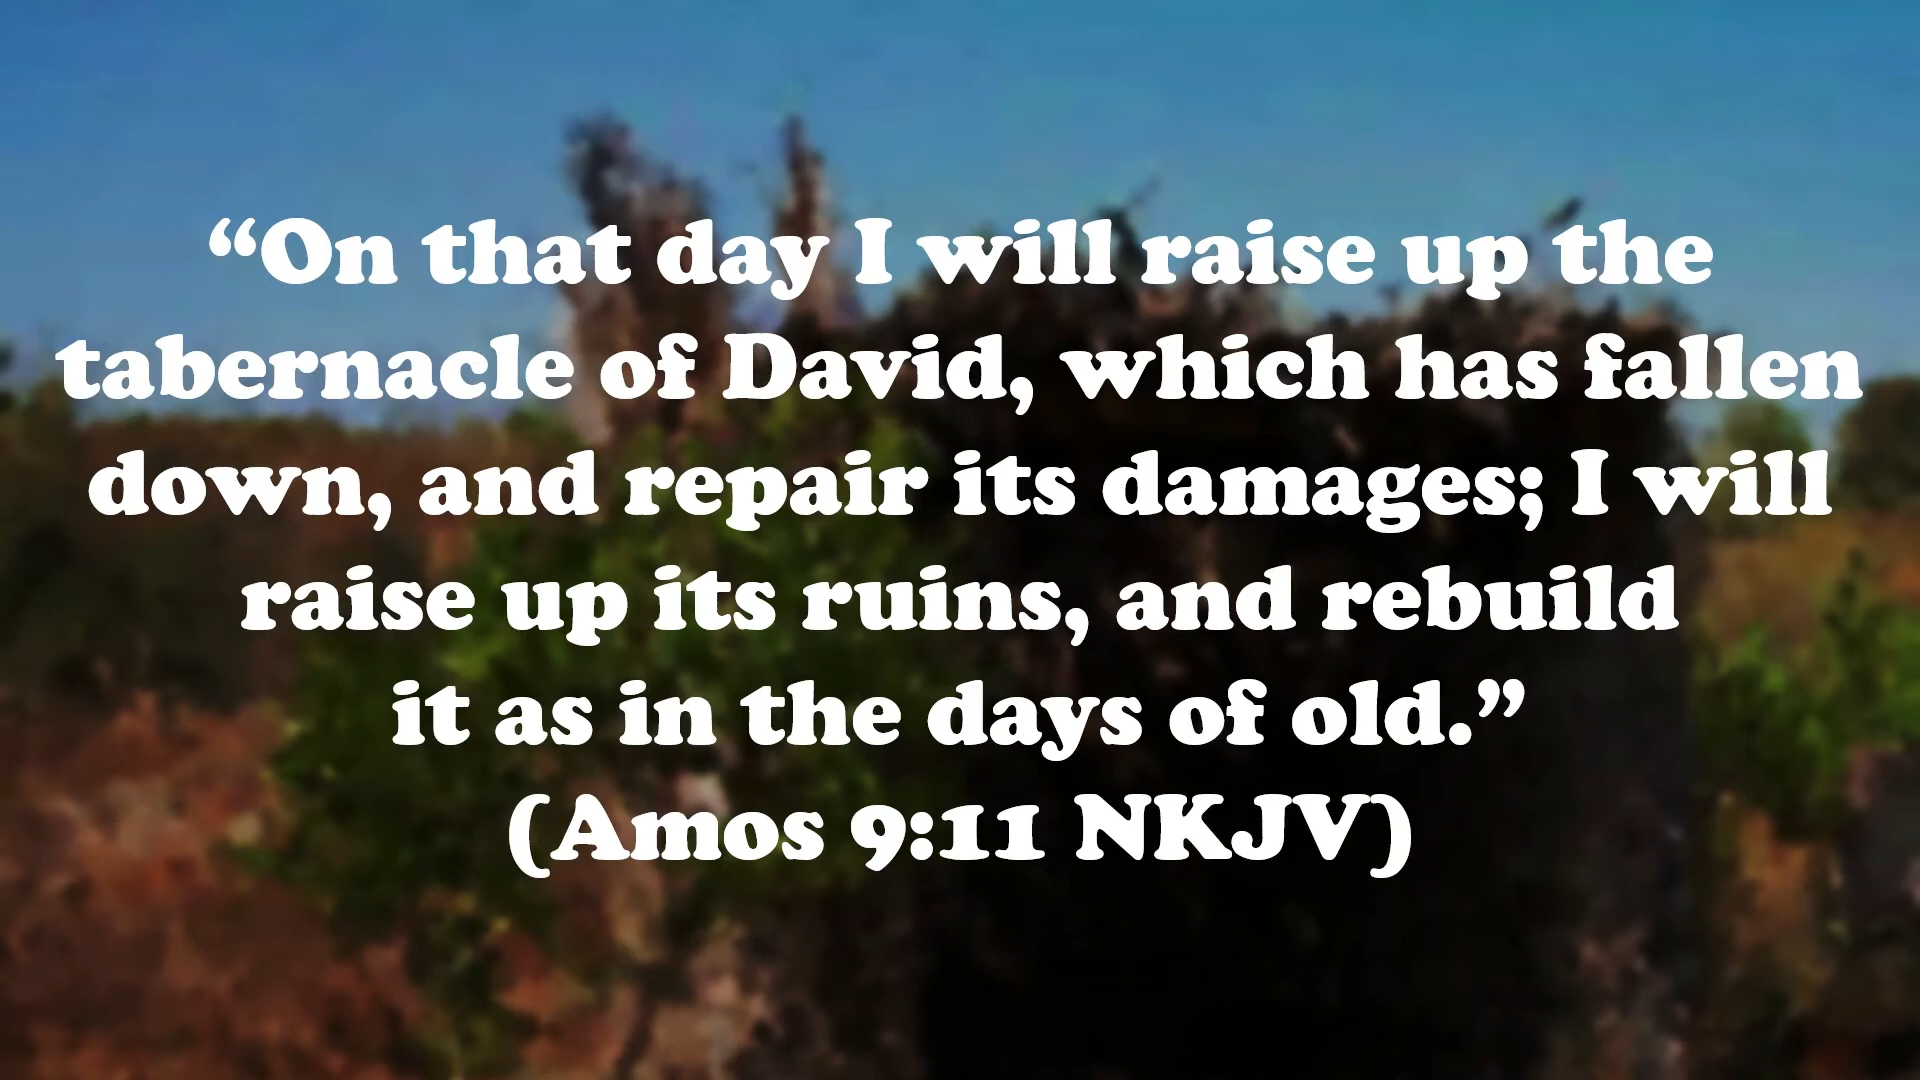 “On that day I will raise up the
tabernacle of David, which has fallen
down, and repair its damages; I will
raise up its ruins, and rebuild
it as in the days of old.”
(Amos 9:11 NKJV)